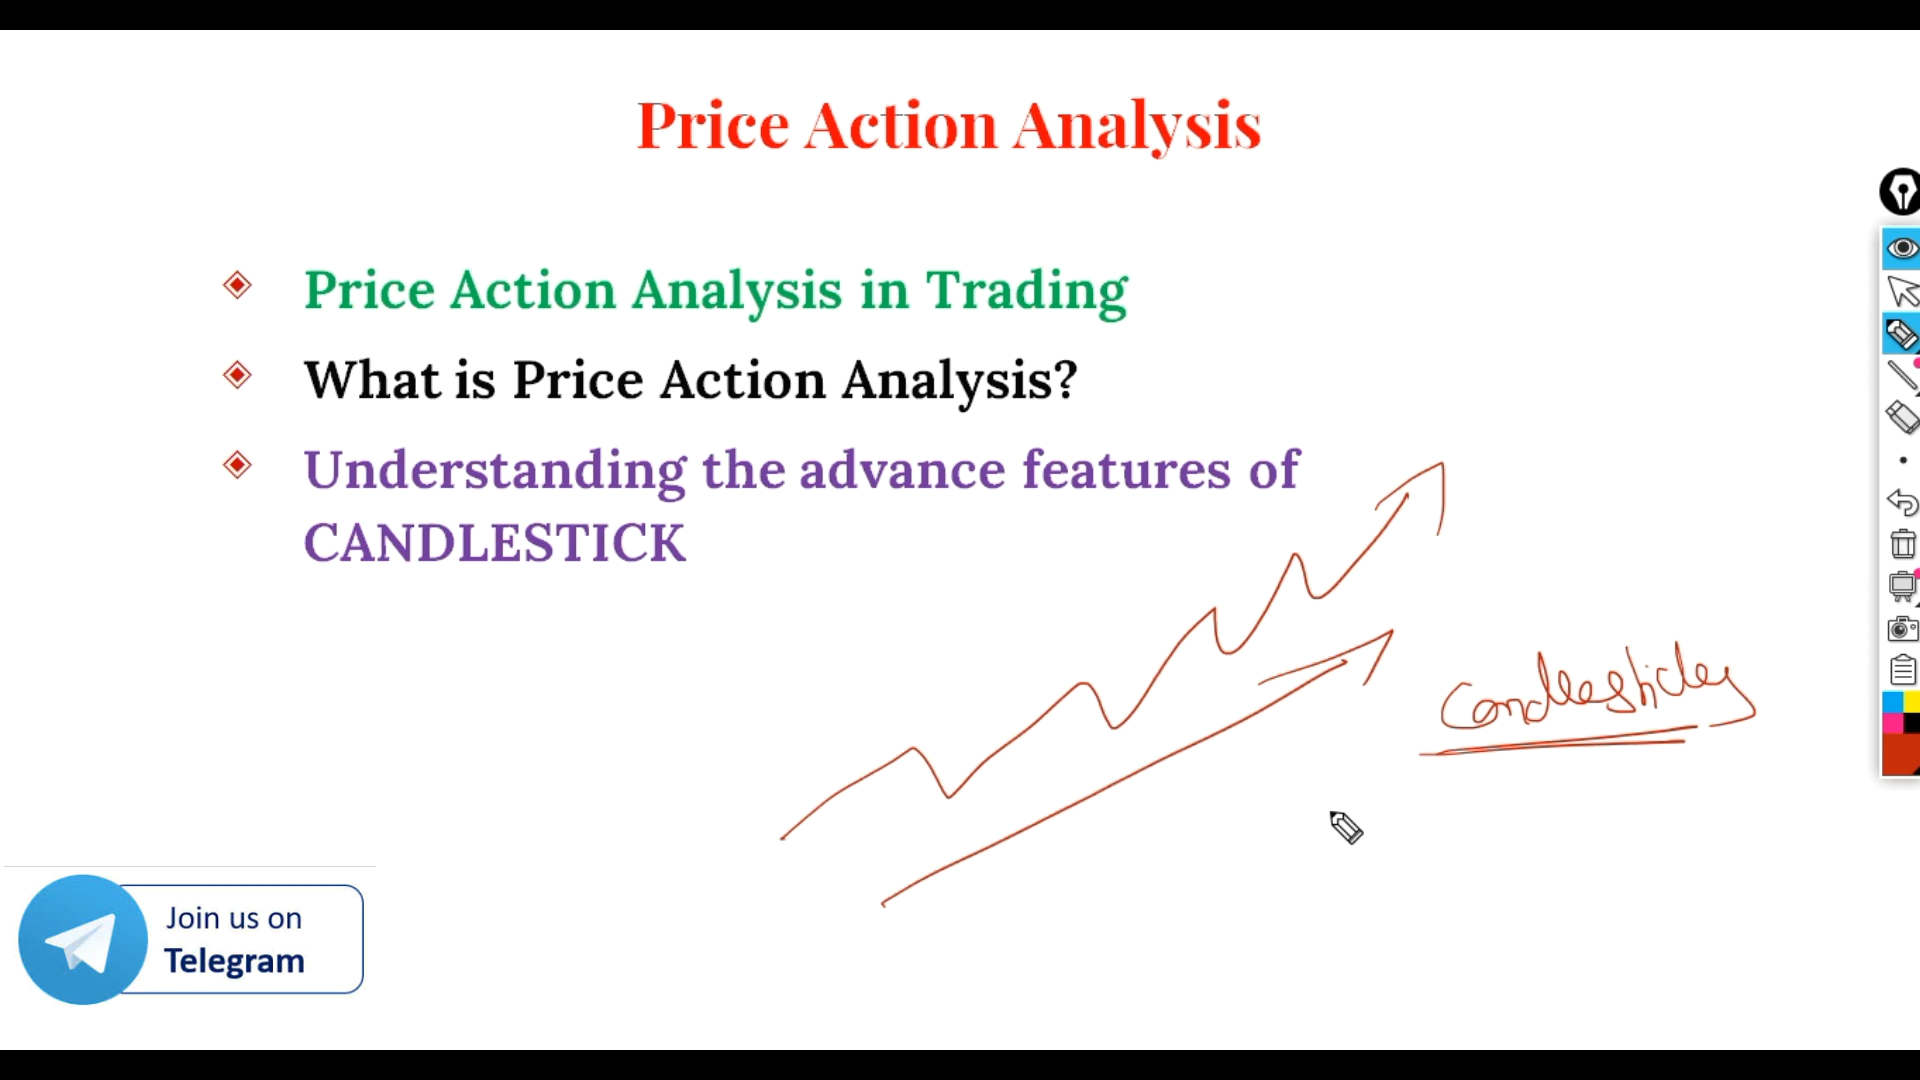 Price Action Analysis
Price Action Analysis in Trading
What is Price Action Analysis?
Understanding the advance features of
CANDLESTICK
Candlesticks
Join us on
Telegram